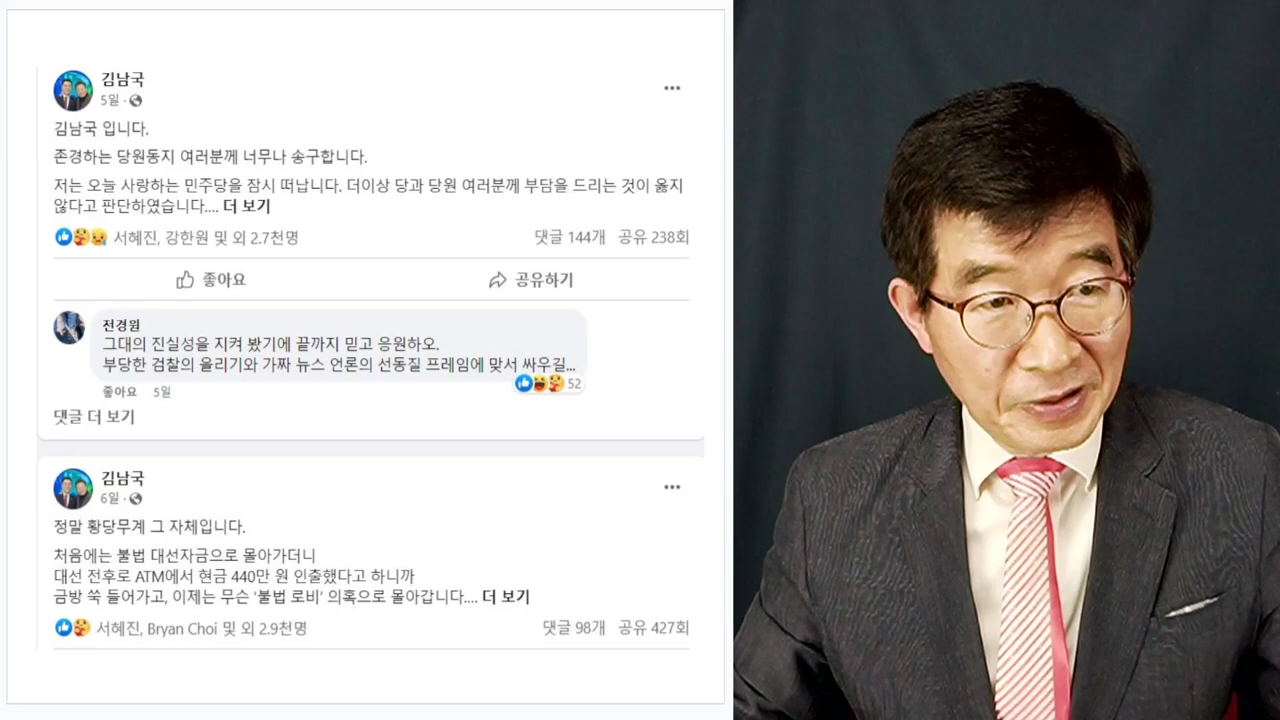 김남국
5일 ·
김남국 입니다.
존경하는 당원동지 여러분께 너무나 송구합니다.
저는 오늘 사랑하는 민주당을 잠시 떠납니다. 더이상 당과 당원 여러분께 부담을 드리는 것이 옳지
않다고 판단하였습니다.... 더 보기
서혜진, 강한원 및 외 2.7천명 댓글 144개 공유 238회
좋아요 공유하기
전경원
그대의 진실성을 지켜 봤기에 끝까지 믿고 응원하오.
부당한 검찰의 올리기와 가짜 뉴스 언론의 선동질 프레임에 맞서 싸우길...
52
좋아요 5일
댓글 더 보기
김남국
6일 ·
정말 황당무계 그 자체입니다.
처음에는 불법 대선자금으로 몰아가더니
대선 전후로 ATM에서 현금 440만 원 인출했다고 하니까
금방 쑥 들어가고, 이제는 무슨 '불법 로비' 의혹으로 몰아갑니다.... 더 보기
서혜진, Bryan Choi 및 외 2.9천명 댓글 98개 공유 427회